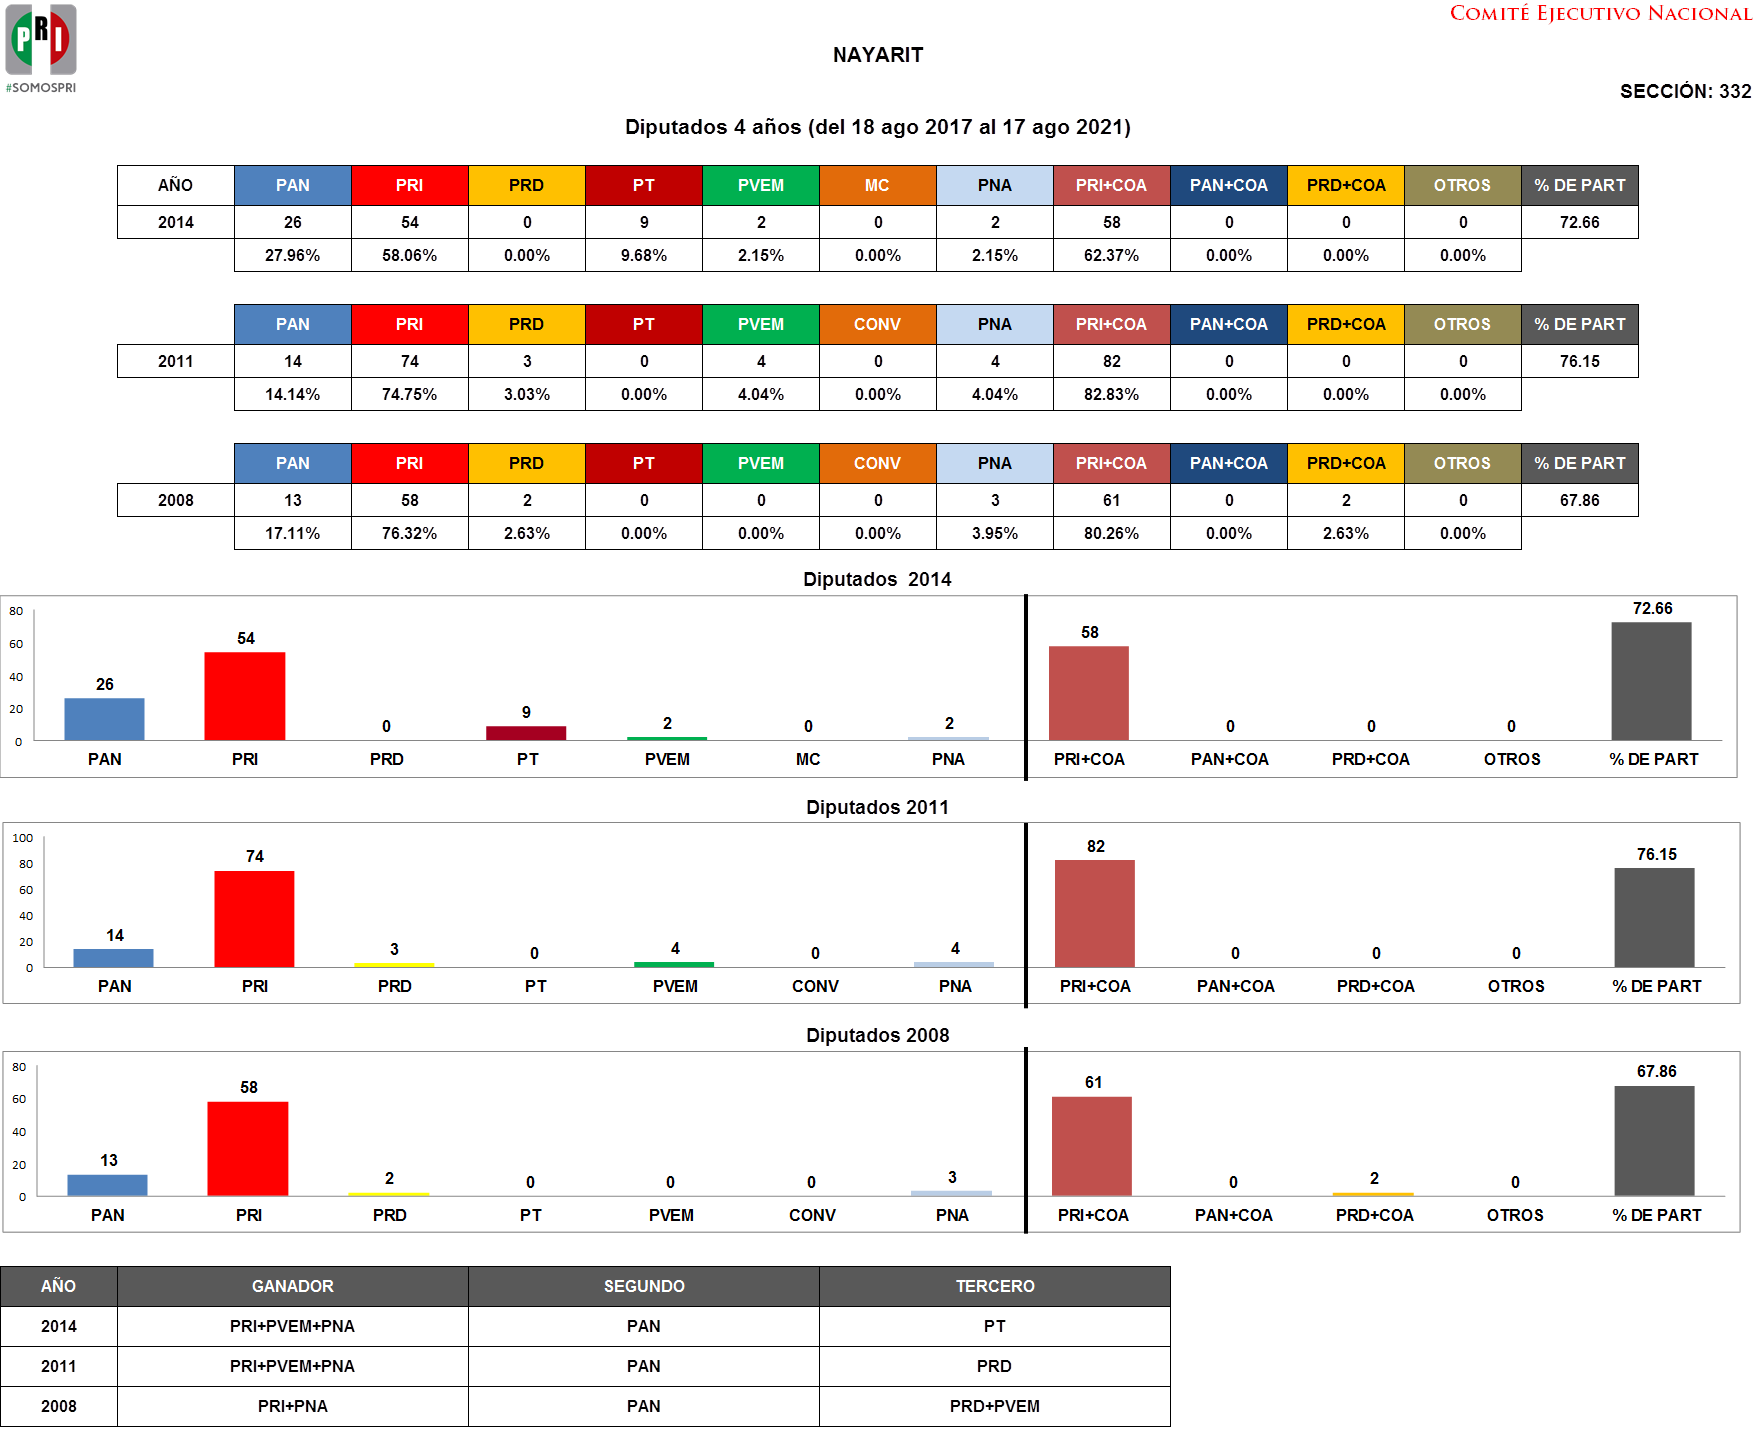 PRI
#SOMOSPRI
COMITÉ EJECUTIVO NACIONAL
NAYARIT
SECCIÓN: 332
Diputados 4 años (del 18 ago 2017 al 17 ago 2021)
AÑO PAN PRI PRD PT PVEM MC PNA PRI+COA PAN+COA PRD+COA OTROS % DE PART
2014 26 54 0 9 2 0 2 58 0 0 0 72.66
27.96% 58.06% 0.00% 9.68% 2.15% 0.00% 2.15% 62.37% 0.00% 0.00% 0.00%
PAN PRI PRD PT PVEM CONV PNA PRI+COA PAN+COA PRD+COA OTROS % DE PART
2011 14 74 3 0 4 0 4 82 0 0 0 76.15
14.14% 74.75% 3.03% 0.00% 4.04% 0.00% 4.04% 82.83% 0.00% 0.00% 0.00%
PAN PRI PRD PT PVEM CONV PNA PRI+COA PAN+COA PRD+COA OTROS % DE PART
2008 13 58 2 0 0 0 3 61 0 2 0 67.86
17.11% 76.32% 2.63% 0.00% 0.00% 0.00% 3.95% 80.26% 0.00% 2.63% 0.00%
Diputados 2014
80
60
40
20
0
26 54 0 9 2 0 2 58 0 0 0 72.66
PAN PRI PRD PT PVEM MC PNA PRI+COA PAN+COA PRD+COA OTROS % DE PART
Diputados 2011
100
80
60
40
20
0
14 74 3 0 4 0 4 82 0 0 0 76.15
PAN PRI PRD PT PVEM CONV PNA PRI+COA PAN+COA PRD+COA OTROS % DE PART
Diputados 2008
80
60
40
20
0
13 58 2 0 0 0 3 61 0 2 0 67.86
PAN PRI PRD PT PVEM CONV PNA PRI+COA PAN+COA PRD+COA OTROS % DE PART
AÑO GANADOR SEGUNDO TERCERO
2014 PRI+PVEM+PNA PAN PT
2011 PRI+PVEM+PNA PAN PRD
2008 PRI+PNA PAN PRD+PVEM